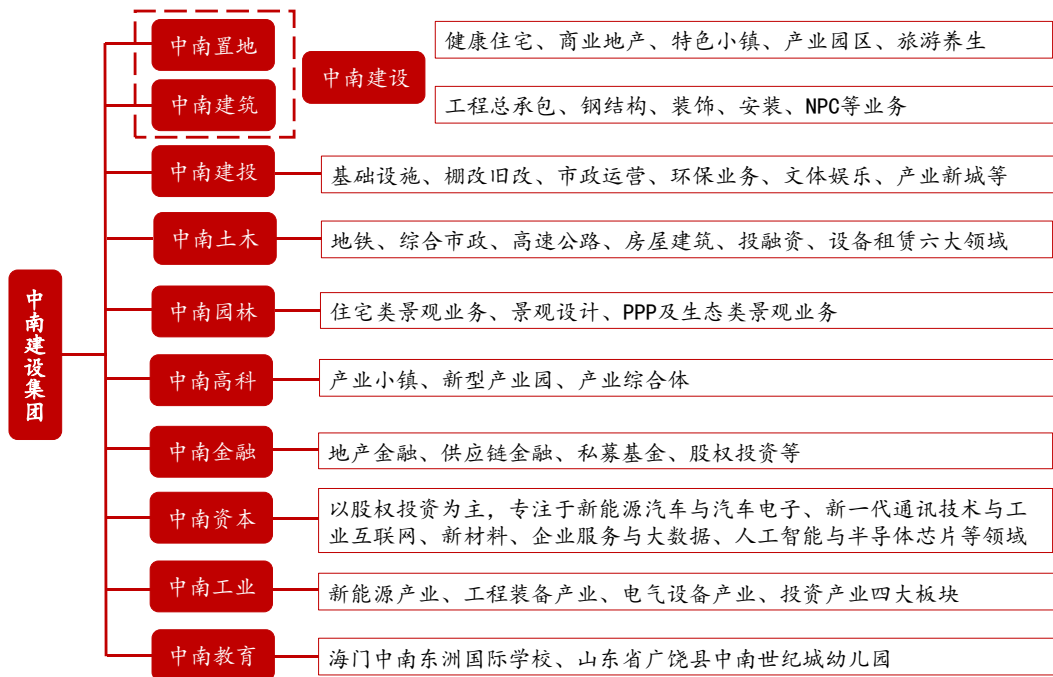 中南建设集团
中南置地
中南建筑
中南建设
健康住宅、商业地产、特色小镇、产业园区、旅游养生
工程总承包、钢结构、装饰、安装、NPC等业务
中南建投
基础设施、棚改旧改、市政运营、环保业务、文体娱乐、产业新城等
中南土木
地铁、综合市政、高速公路、房屋建筑、投融资、设备租赁六大领域
中南园林
住宅类景观业务、景观设计、PPP及生态类景观业务
中南高科
产业小镇、新型产业园、产业综合体
中南金融
地产金融、供应链金融、私募基金、股权投资等
中南资本
以股权投资为主，专注于新能源汽车与汽车电子、新一代通讯技术与工
业互联网、新材料、企业服务与大数据、人工智能与半导体芯片等领域
中南工业
新能源产业、工程装备产业、电气设备产业、投资产业四大板块
中南教育
海门中南东洲国际学校、山东省广饶县中南世纪城幼儿园